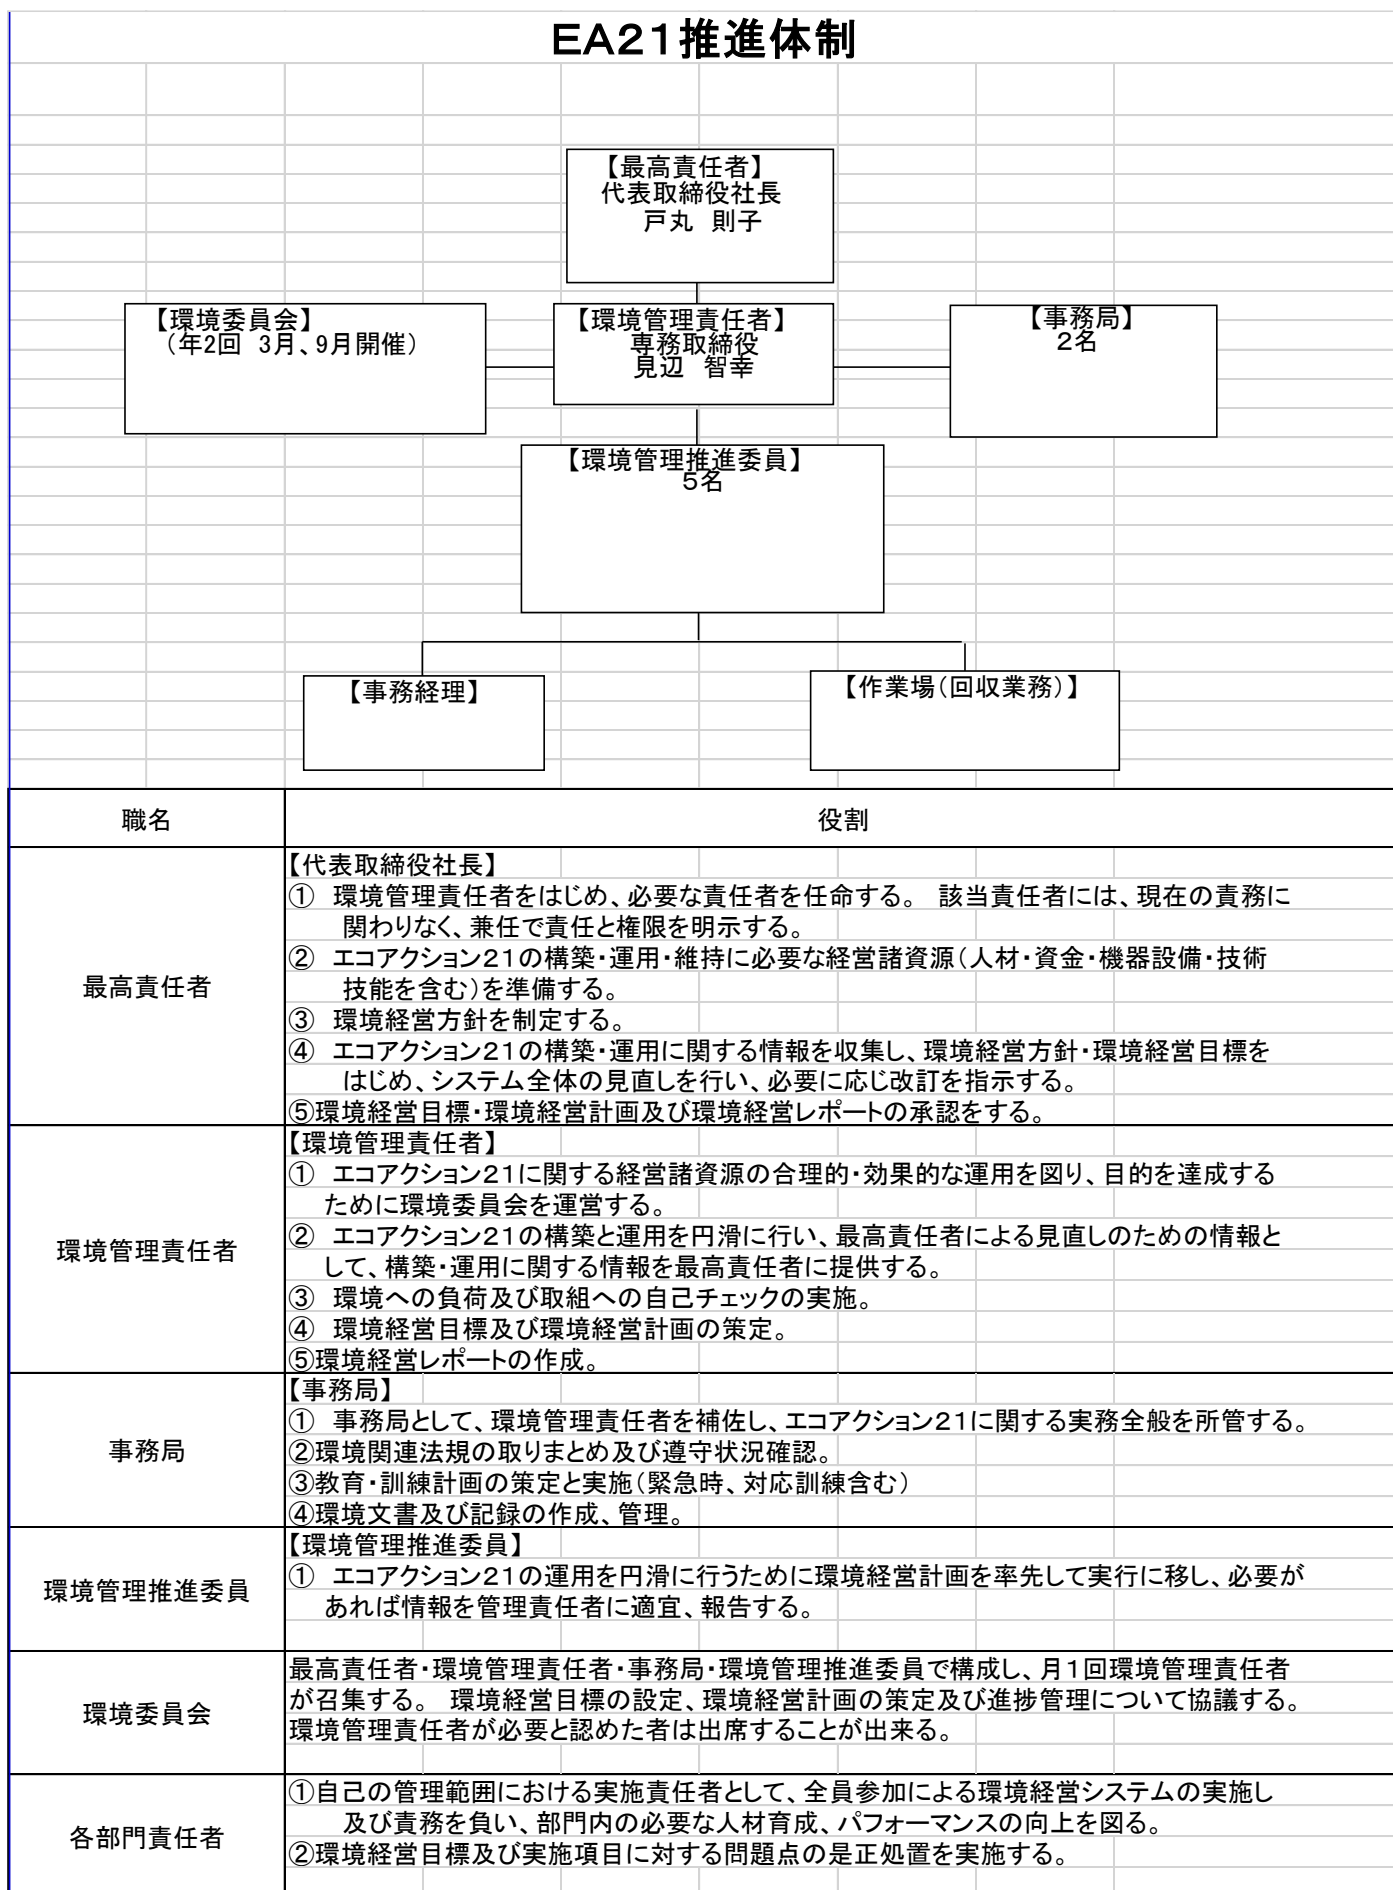 EA21推進体制
【最高責任者】
代表取締役社長
戸丸　則子
【環境委員会】
（年2回　3月、9月開催）
【環境管理責任者】
専務取締役
見辺　智幸
【事務局】
2名
【環境管理推進委員】
5名
【事務経理】
【作業場（回収業務）】
職名
役割
最高責任者
【代表取締役社長】
①　環境管理責任者をはじめ、必要な責任者を任命する。　該当責任者には、現在の責務に
関わりなく、兼任で責任と権限を明示する。
②　エコアクション21の構築・運用・維持に必要な経営諸資源（人材・資金・機器設備・技術
技能を含む）を準備する。
③　環境経営方針を制定する。
④　エコアクション21の構築・運用に関する情報を収集し、環境経営方針・環境経営目標を
はじめ、システム全体の見直しを行い、必要に応じ改訂を指示する。
⑤環境経営目標・環境経営計画及び環境経営レポートの承認をする。
環境管理責任者
【環境管理責任者】
①　エコアクション21に関する経営諸資源の合理的・効果的な運用を図り、目的を達成する
ために環境委員会を運営する。
②　エコアクション21の構築と運用を円滑に行い、最高責任者による見直しのための情報と
して、構築・運用に関する情報を最高責任者に提供する。
③　環境への負荷及び取組への自己チェックの実施。
④　環境経営目標及び環境経営計画の策定。
⑤環境経営レポートの作成。
事務局
【事務局】
①　事務局として、環境管理責任者を補佐し、エコアクション21に関する実務全般を所管する。
②環境関連法規の取りまとめ及び遵守状況確認。
③教育・訓練計画の策定と実施（緊急時、対応訓練含む）
④環境文書及び記録の作成、管理。
環境管理推進委員
【環境管理推進委員】
①　エコアクション21の運用を円滑に行うために環境経営計画を率先して実行に移し、必要が
あれば情報を管理責任者に適宜、報告する。
環境委員会
最高責任者・環境管理責任者・事務局・環境管理推進委員で構成し、月1回環境管理責任者
が召集する。　環境経営目標の設定、環境経営計画の策定及び進捗管理について協議する。
環境管理責任者が必要と認めた者は出席することが出来る。
各部門責任者
①自己の管理範囲における実施責任者として、全員参加による環境経営システムの実施し
及び責務を負い、部門内の必要な人材育成、パフォーマンスの向上を図る。
②環境経営目標及び実施項目に対する問題点の是正処置を実施する。